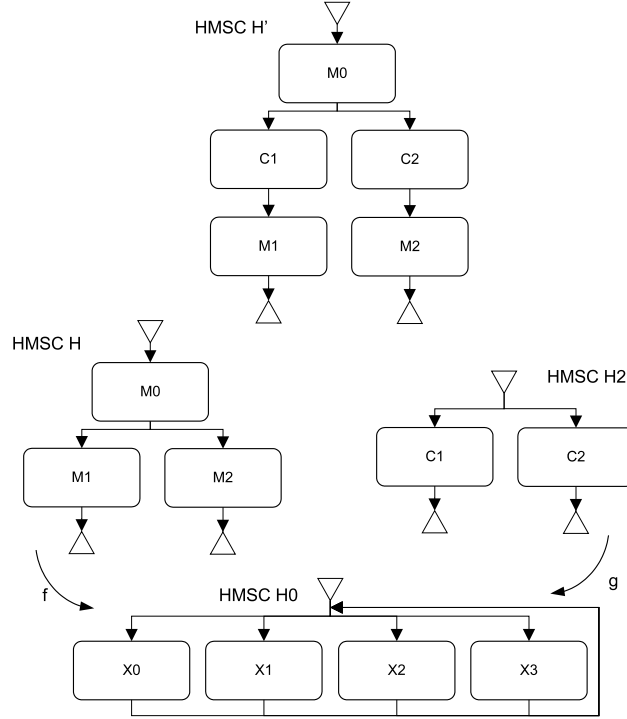 HMSC H'
M0
C1 C2
M1 M2
HMSC H
M0
M1 M2
HMSC H2
C1 C2
f
g
HMSC H0
X0 X1 X2 X3